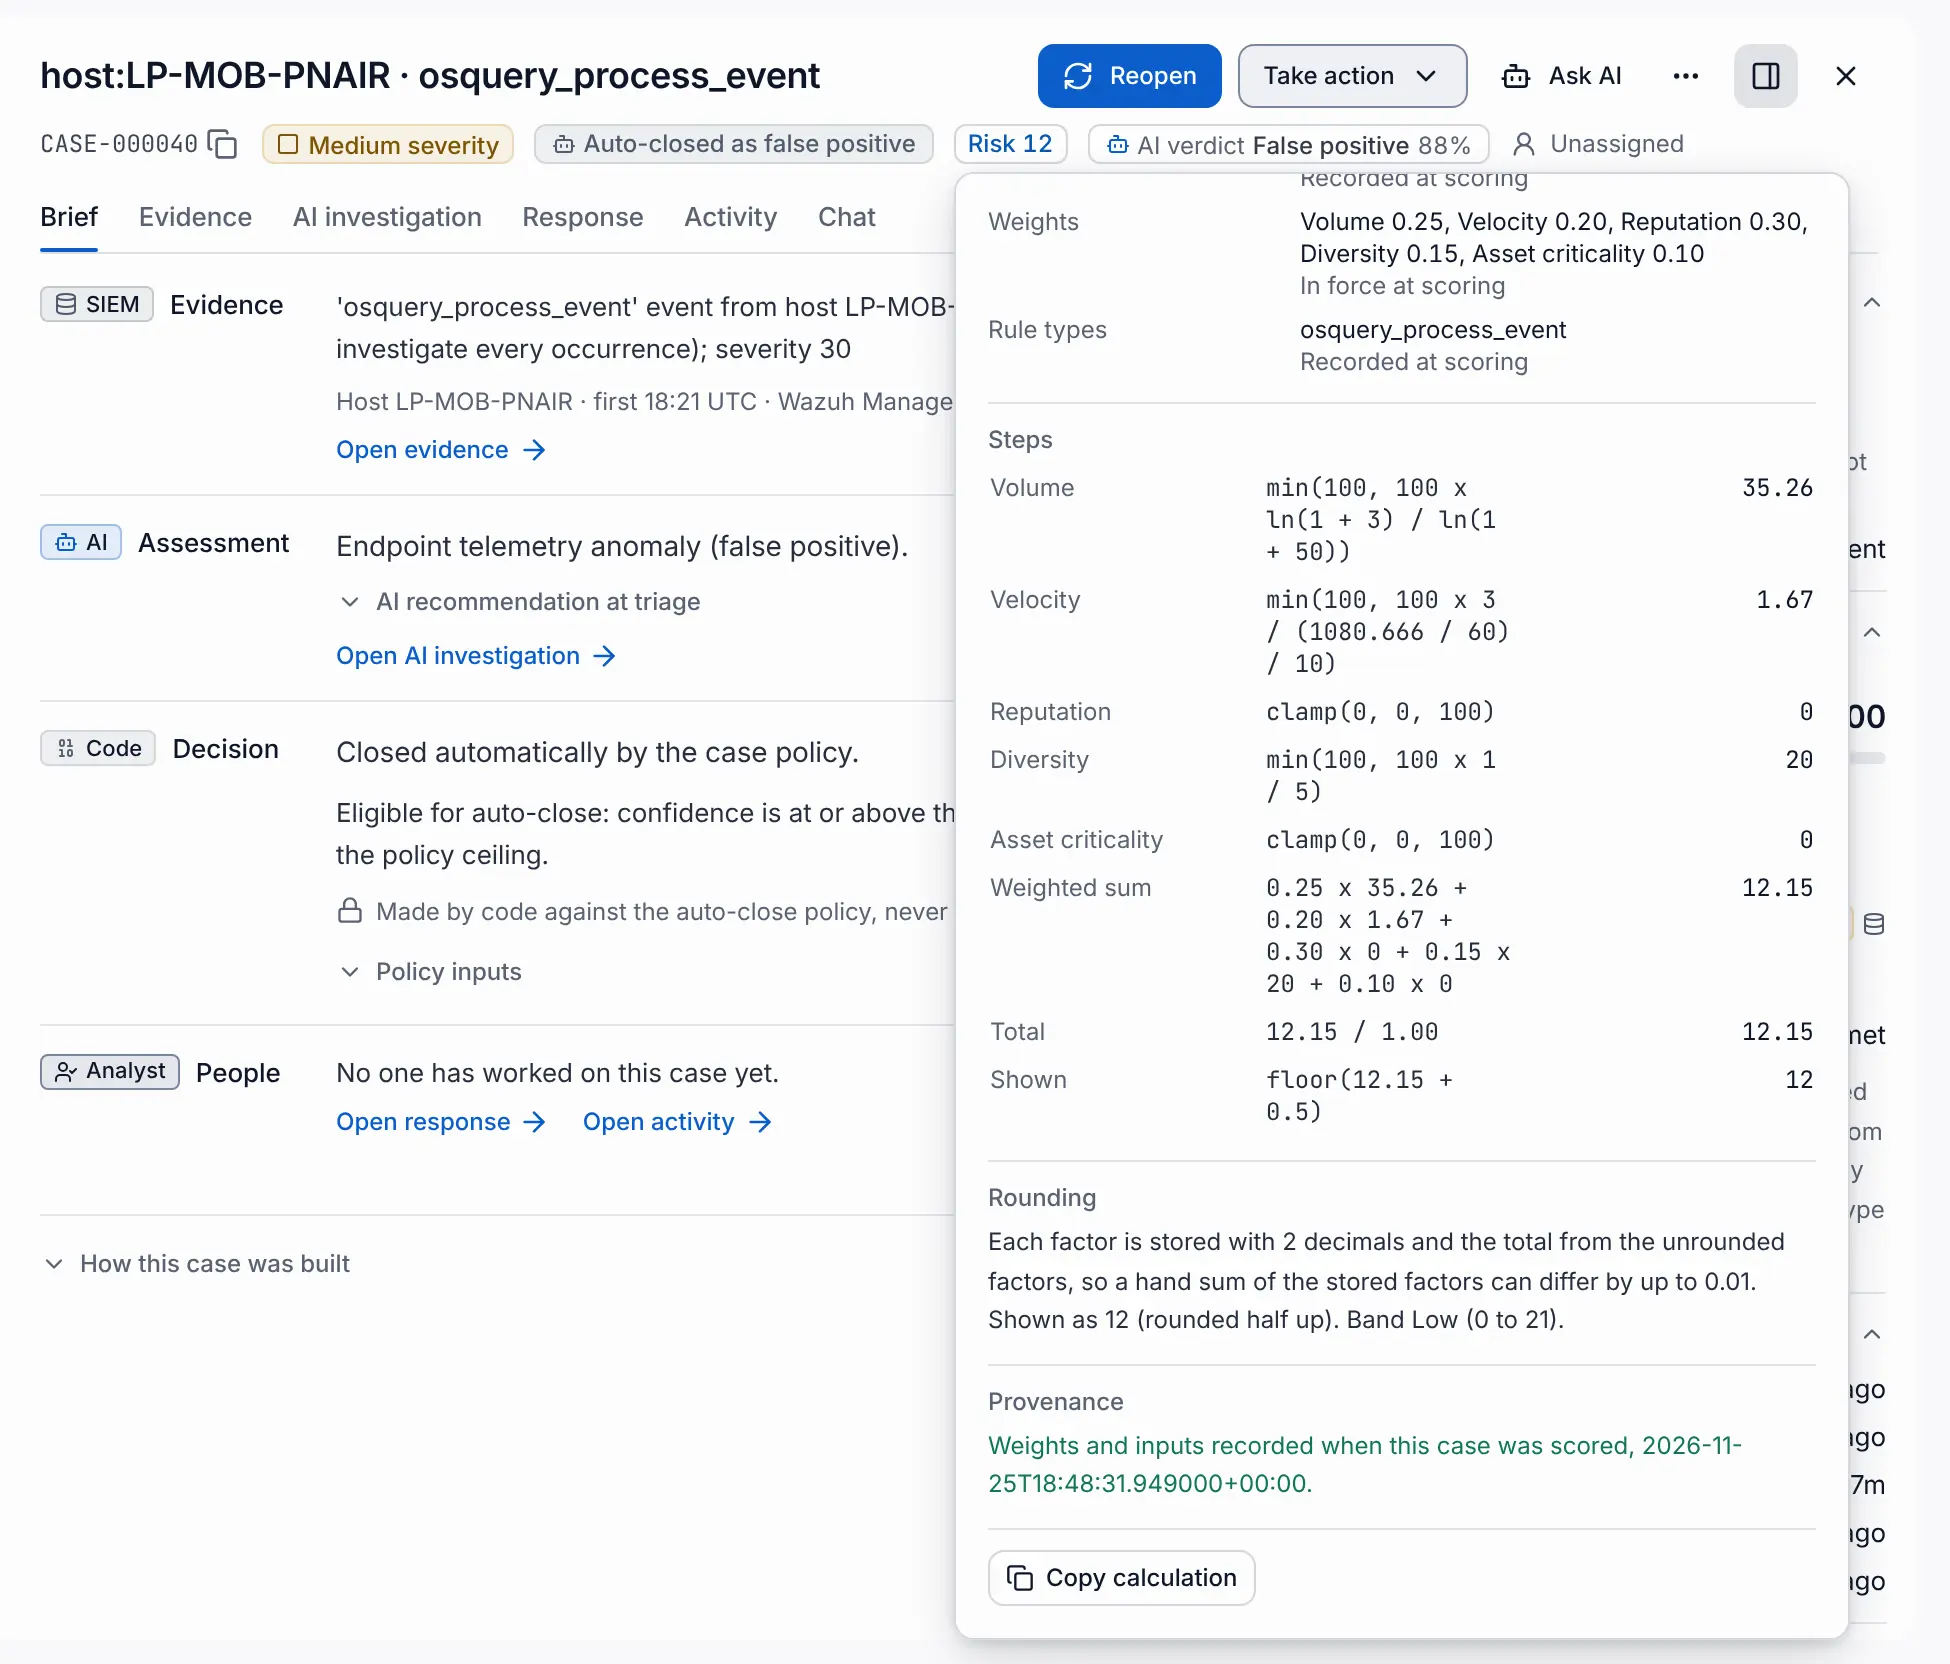 host:LP-MOB-PNAIR · osquery_process_event
Reopen
Take action
Ask AI
CASE-000040
Medium severity
Auto-closed as false positive
Risk 12
AI verdict False positive 88%
Unassigned
Brief
Evidence
AI investigation
Response
Activity
Chat
SIEM
Evidence
'osquery_process_event' event from host LP-MOB-
investigate every occurrence); severity 30
Host LP-MOB-PNAIR · first 18:21 UTC · Wazuh Manage
Open evidence
AI
Assessment
Endpoint telemetry anomaly (false positive).
AI recommendation at triage
Open AI investigation
Code
Decision
Closed automatically by the case policy.
Eligible for auto-close: confidence is at or above th
the policy ceiling.
Made by code against the auto-close policy, never
Policy inputs
Analyst
People
No one has worked on this case yet.
Open response
Open activity
How this case was built
Recorded at scoring
Weights
Volume 0.25, Velocity 0.20, Reputation 0.30,
Diversity 0.15, Asset criticality 0.10
In force at scoring
Rule types
osquery_process_event
Recorded at scoring
Steps
Volume
min(100, 100 x
ln(1 + 3) / ln(1
+ 50))
35.26
Velocity
min(100, 100 x 3
/ (1080.666 / 60)
/ 10)
1.67
Reputation
clamp(0, 0, 100)
0
Diversity
min(100, 100 x 1
/ 5)
20
Asset criticality
clamp(0, 0, 100)
0
Weighted sum
0.25 x 35.26 +
0.20 x 1.67 +
0.30 x 0 + 0.15 x
20 + 0.10 x 0
12.15
Total
12.15 / 1.00
12.15
Shown
floor(12.15 +
0.5)
12
Rounding
Each factor is stored with 2 decimals and the total from the unrounded
factors, so a hand sum of the stored factors can differ by up to 0.01.
Shown as 12 (rounded half up). Band Low (0 to 21).
Provenance
Weights and inputs recorded when this case was scored, 2026-11-
25T18:48:31.949000+00:00.
Copy calculation
ent
00
om
y
7m